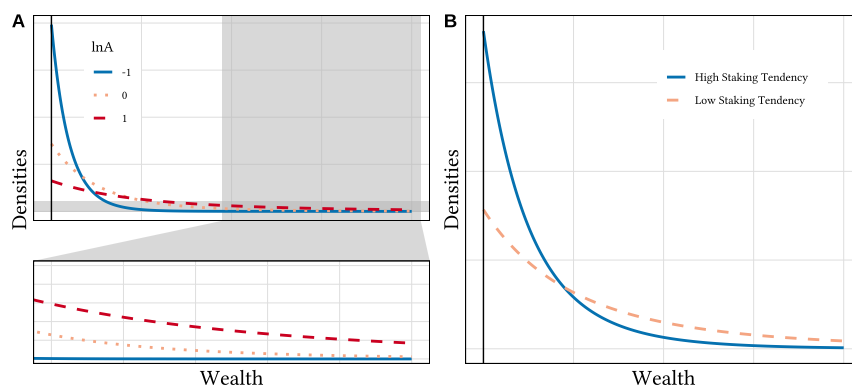 A
lnA
-1
0
1
Densities
Wealth
B
High Staking Tendency
Low Staking Tendency
Densities
Wealth